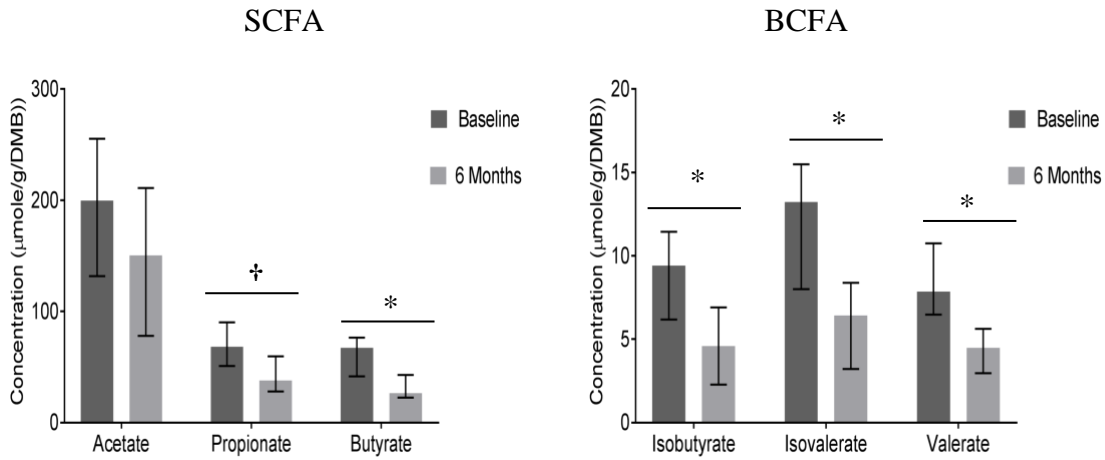 SCFA
Concentration (μmole/g/DMB))
300
200
100
0
†
*
Baseline
6 Months
Acetate Propionate Butyrate
BCFA
Concentration (μmole/g/DMB))
20
15
10
5
0
*
*
*
Baseline
6 Months
Isobutyrate Isovalerate Valerate